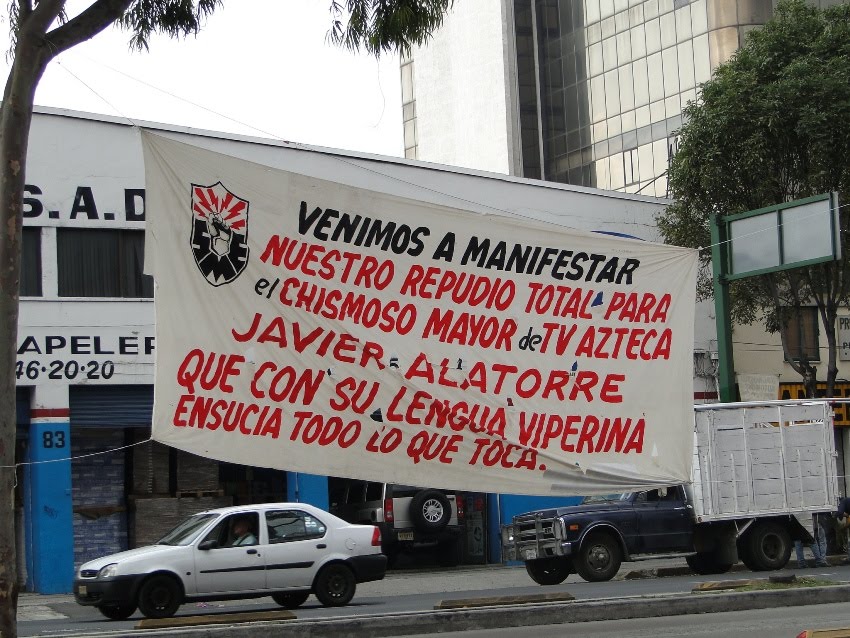 S.A.D
VENIMOS A MANIFESTAR
NUESTRO REPUDIO TOTAL PARA
el CHISMOSO MAYOR de TV AZTECA
JAVIER ALATORRE
QUE CON SU LENGUA VIPERINA
ENSUCIA TODO LO QUE TOCA.
SME
APELER
46·20·20
83